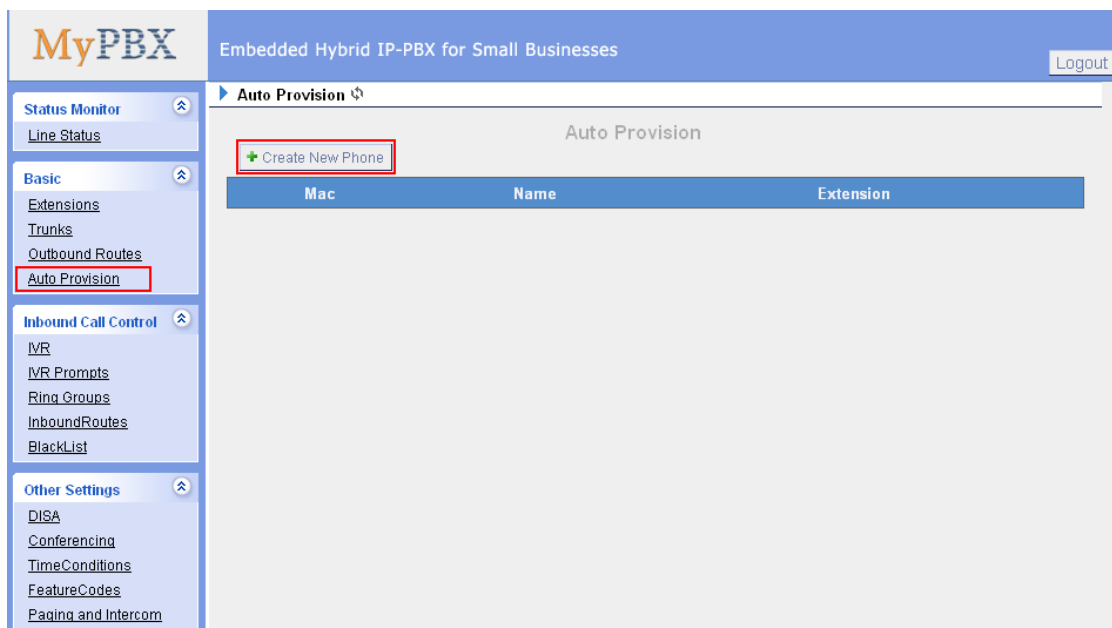 MyPBX
Embedded Hybrid IP-PBX for Small Businesses
Logout
Status Monitor
Line Status
Basic
Extensions
Trunks
Outbound Routes
Auto Provision
Inbound Call Control
IVR
IVR Prompts
Ring Groups
InboundRoutes
BlackList
Other Settings
DISA
Conferencing
TimeConditions
FeatureCodes
Paging and Intercom
Auto Provision
Auto Provision
Create New Phone
Mac Name Extension